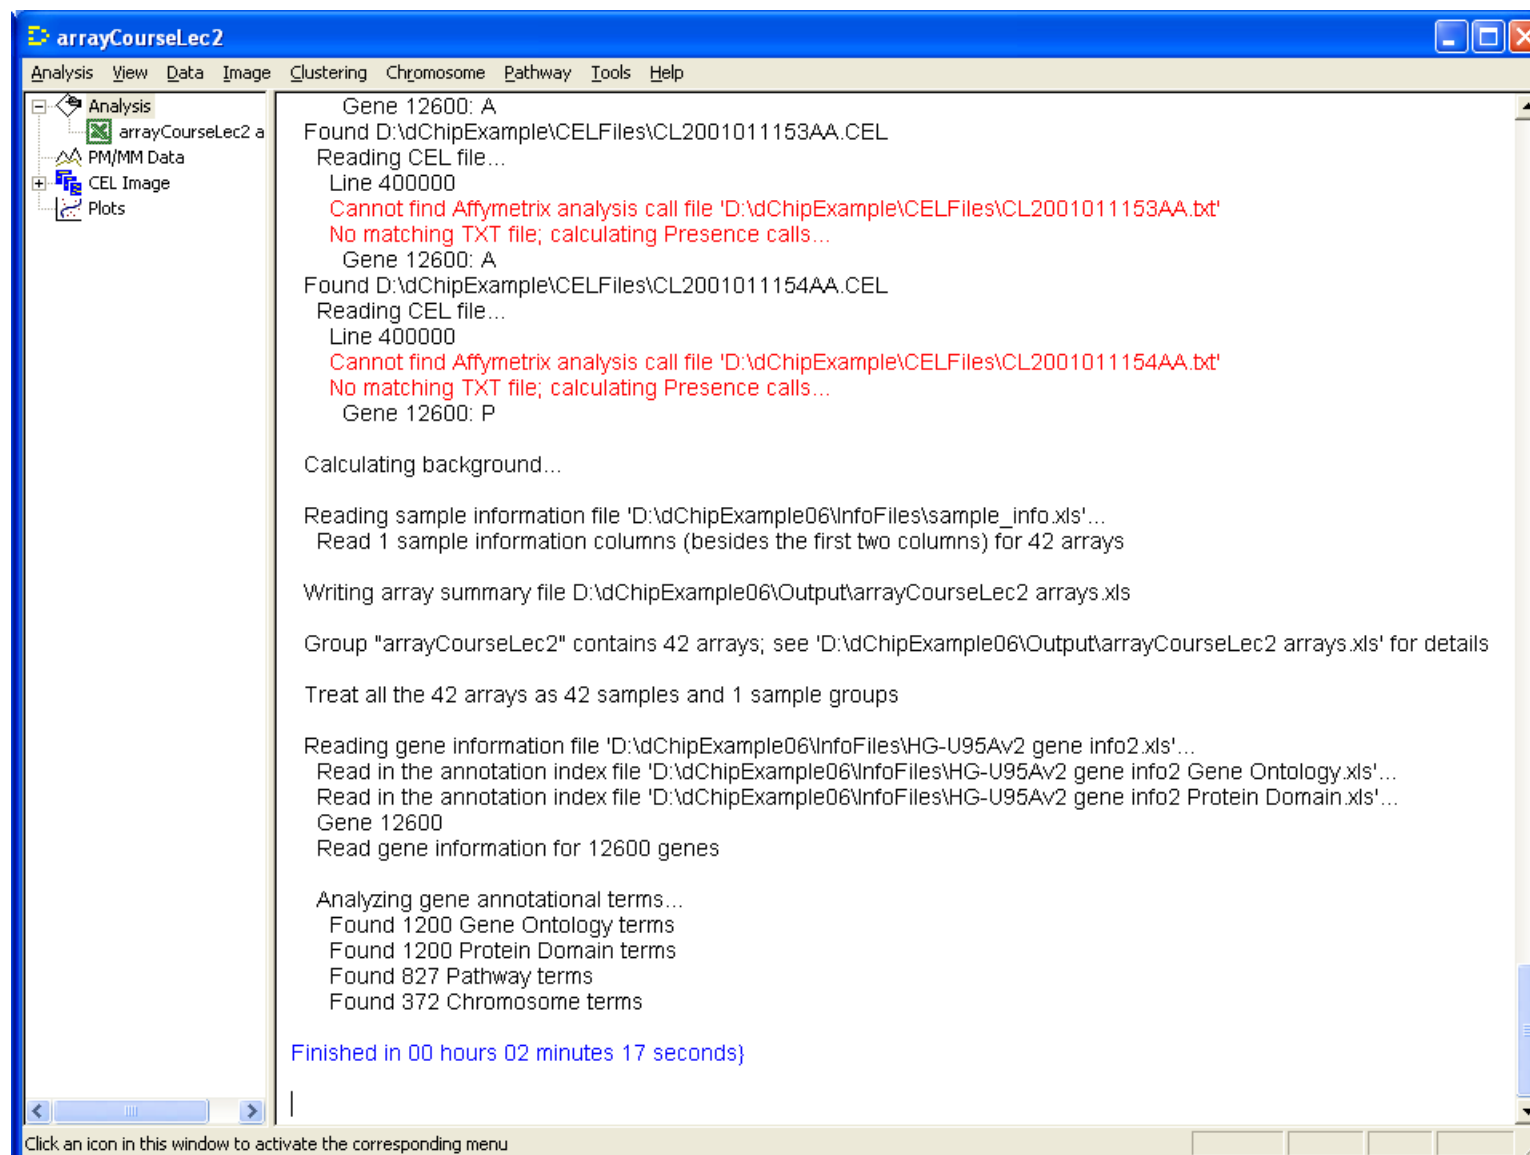 arrayCourseLec2
Analysis View Data Image Clustering Chromosome Pathway Tools Help
Analysis
arrayCourseLec2 a
PM/MM Data
CEL Image
Plots
Gene 12600: A
Found D:\dChipExample\CELFiles\CL2001011153AA.CEL
Reading CEL file...
Line 400000
Cannot find Affymetrix analysis call file 'D:\dChipExample\CELFiles\CL2001011153AA.txt'
No matching TXT file; calculating Presence calls...
Gene 12600: A
Found D:\dChipExample\CELFiles\CL2001011154AA.CEL
Reading CEL file...
Line 400000
Cannot find Affymetrix analysis call file 'D:\dChipExample\CELFiles\CL2001011154AA.txt'
No matching TXT file; calculating Presence calls...
Gene 12600: P
Calculating background...
Reading sample information file 'D:\dChipExample06\InfoFiles\sample_info.xls'...
Read 1 sample information columns (besides the first two columns) for 42 arrays
Writing array summary file D:\dChipExample06\Output\arrayCourseLec2 arrays.xls
Group "arrayCourseLec2" contains 42 arrays; see 'D:\dChipExample06\Output\arrayCourseLec2 arrays.xls' for details
Treat all the 42 arrays as 42 samples and 1 sample groups
Reading gene information file 'D:\dChipExample06\InfoFiles\HG-U95Av2 gene info2.xls'...
Read in the annotation index file 'D:\dChipExample06\InfoFiles\HG-U95Av2 gene info2 Gene Ontology.xls'...
Read in the annotation index file 'D:\dChipExample06\InfoFiles\HG-U95Av2 gene info2 Protein Domain.xls'...
Gene 12600
Read gene information for 12600 genes
Analyzing gene annotational terms...
Found 1200 Gene Ontology terms
Found 1200 Protein Domain terms
Found 827 Pathway terms
Found 372 Chromosome terms
Finished in 00 hours 02 minutes 17 seconds}
Click an icon in this window to activate the corresponding menu